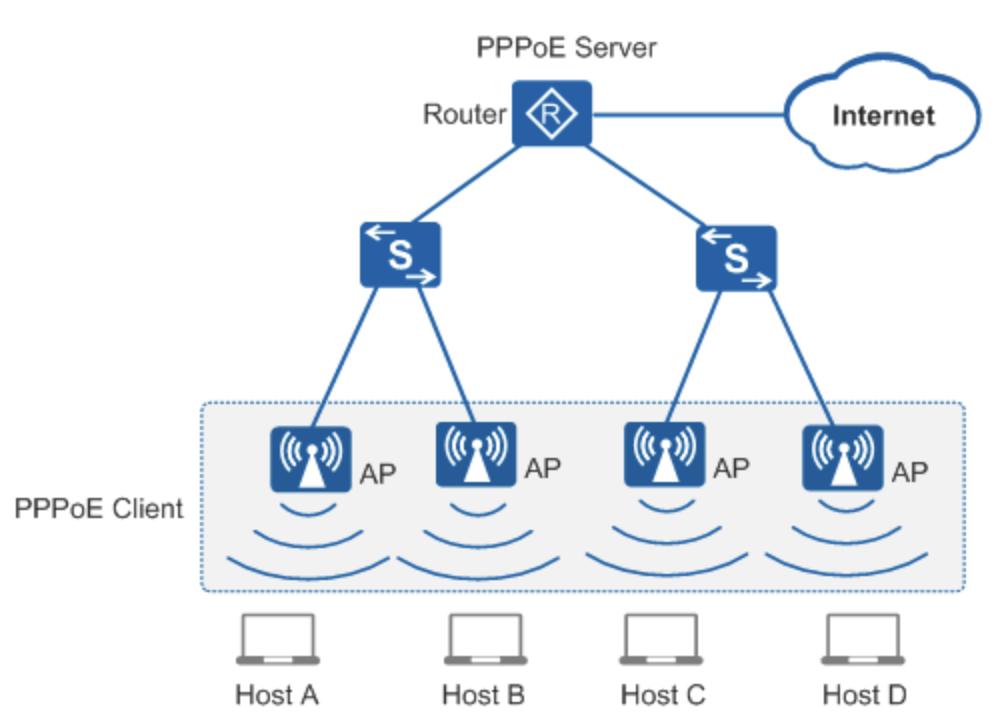 PPPoE Server
Router
R
Internet
S
S
AP
AP
AP
AP
PPPoE Client
Host A
Host B
Host C
Host D